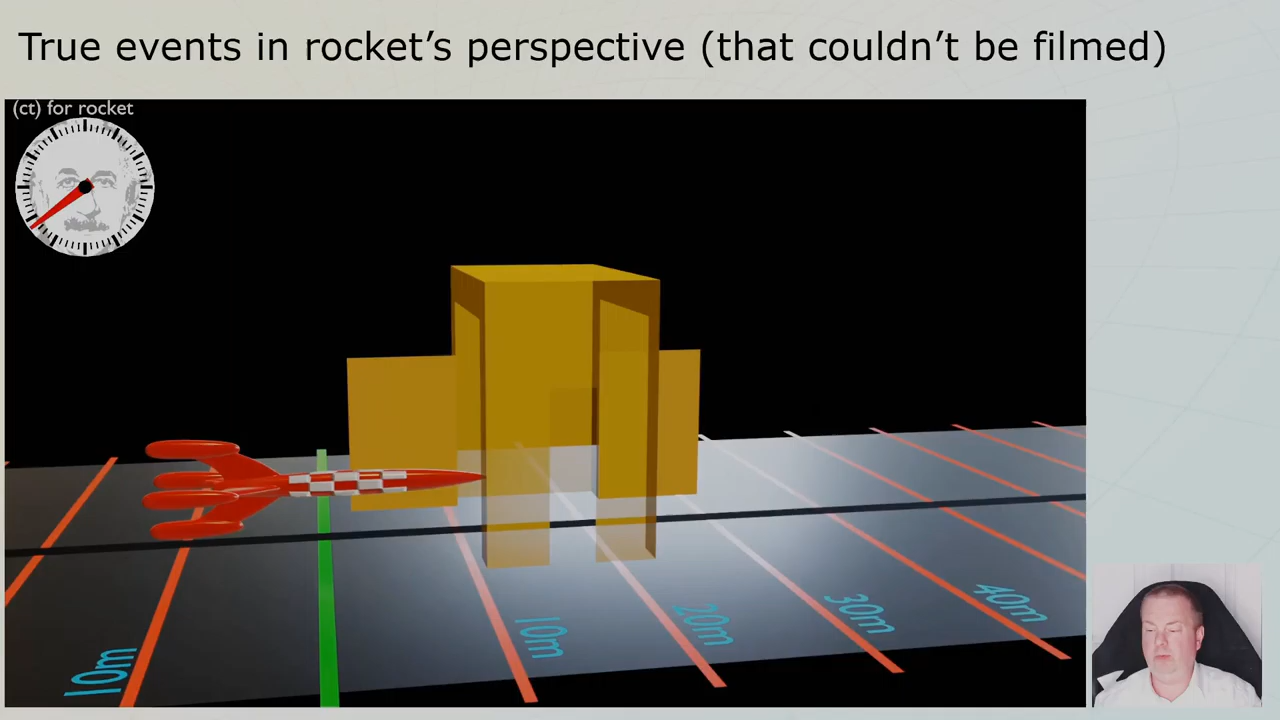 True events in rocket’s perspective (that couldn’t be filmed)
(ct) for rocket
10m
10m
20m
30m
40m